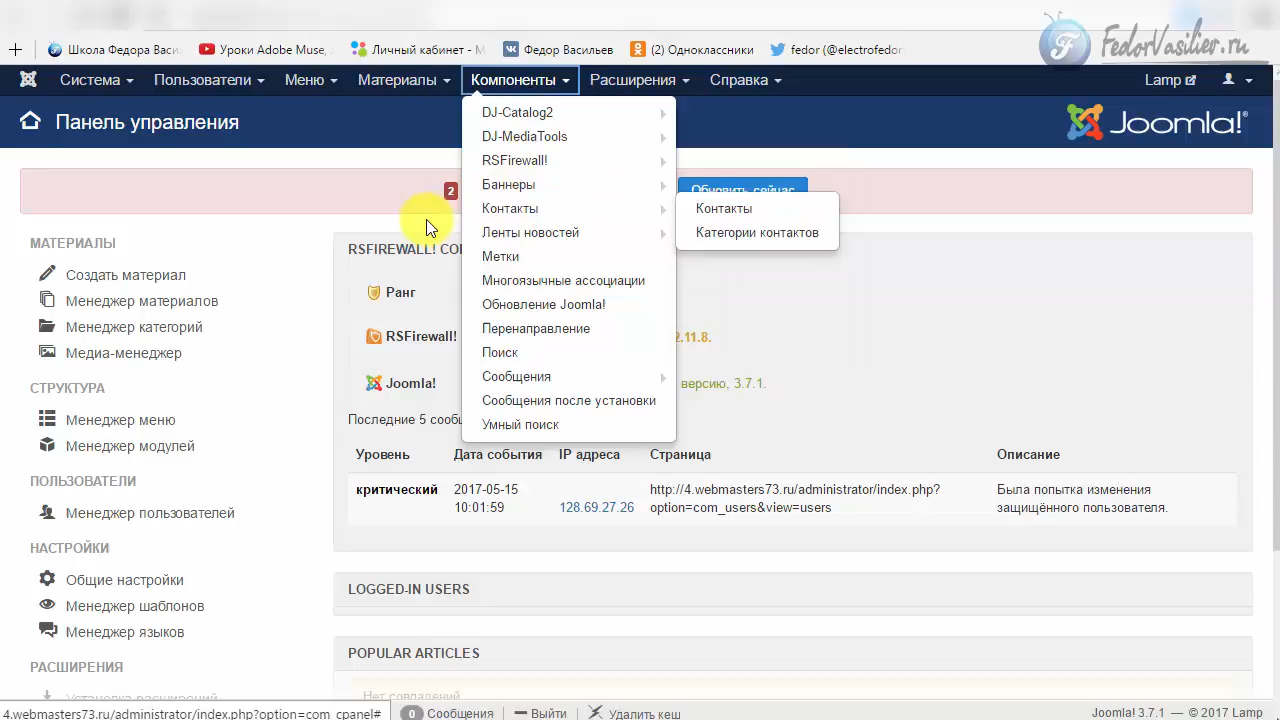 Школа Федора Васил
Уроки Adobe Muse,
Личный кабинет - М
Федор Васильев
(2) Одноклассники
fedor (@electrofedor
FedorVasiliev.ru
Система
Пользователи
Меню
Материалы
Компоненты
Расширения
Справка
Lamp
Панель управления
Joomla!®
DJ-Catalog2
DJ-MediaTools
RSFirewall!
Баннеры
Контакты
Ленты новостей
Метки
Многоязычные ассоциации
Обновление Joomla!
Перенаправление
Поиск
Сообщения
Сообщения после установки
Умный поиск
Контакты
Категории контактов
2
Обновить сейчас
МАТЕРИАЛЫ
Создать материал
Менеджер материалов
Менеджер категорий
Медиа-менеджер
СТРУКТУРА
Менеджер меню
Менеджер модулей
ПОЛЬЗОВАТЕЛИ
Менеджер пользователей
НАСТРОЙКИ
Общие настройки
Менеджер шаблонов
Менеджер языков
РАСШИРЕНИЯ
Установка расширений
RSFIREWALL! CO
Ранг
RSFirewall!
2.11.8.
Joomla!
версию, 3.7.1.
Последние 5 сообщ
Уровень Дата события IP адреса Страница Описание
критический 2017-05-15 10:01:59 128.69.27.26 http://4.webmasters73.ru/administrator/index.php?option=com_users&view=users Была попытка изменения защищённого пользователя.
LOGGED-IN USERS
POPULAR ARTICLES
Нет совпадений
4.webmasters73.ru/administrator/index.php?option=com_cpanel#
0 Сообщения
Выйти
Удалить кеш
Joomla! 3.7.1 — © 2017 Lamp